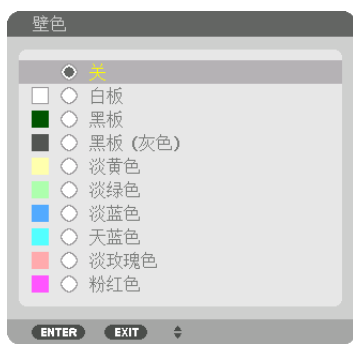 壁色
关
白板
黑板
黑板 (灰色)
淡黄色
淡绿色
淡蓝色
天蓝色
淡玫瑰色
粉红色
ENTER EXIT